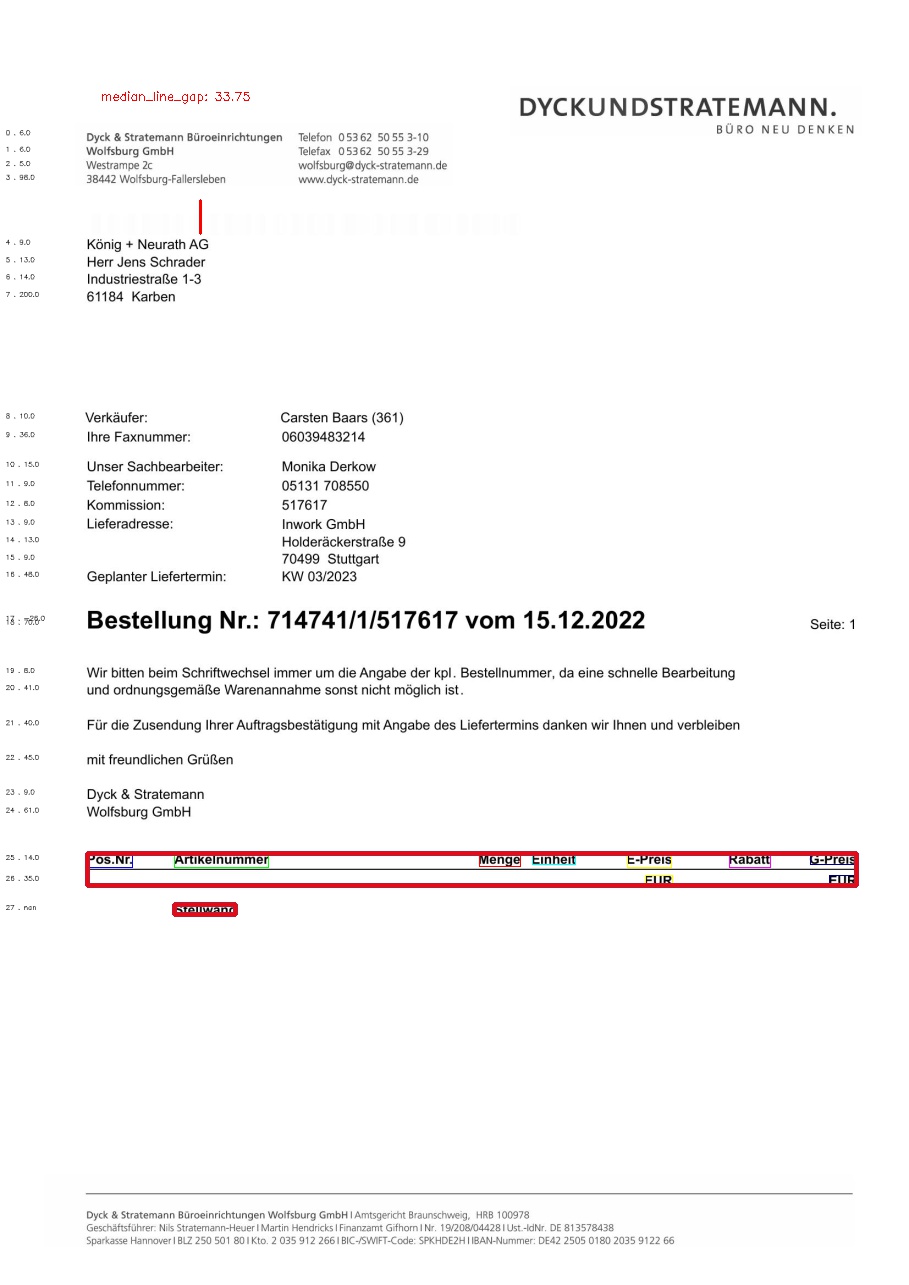 median_line_gap: 33.75
DYCKUNDSTRATEMANN.
BÜRO NEU DENKEN
0 . 6.0
Dyck & Stratemann Büroeinrichtungen Telefon 05362 50 55 3-10
1 . 6.0
Wolfsburg GmbH Telefax 05362 50 55 3-29
2 . 5.0
Westrampe 2c wolfsburg@dyck-stratemann.de
3 . 96.0
38442 Wolfsburg-Fallersleben www.dyck-stratemann.de
4 . 9.0
König + Neurath AG
5 . 13.0
Herr Jens Schrader
6 . 14.0
Industriestraße 1-3
7 . 200.0
61184 Karben
8 . 10.0
Verkäufer: Carsten Baars (361)
9 . 36.0
Ihre Faxnummer: 06039483214
10 . 15.0
Unser Sachbearbeiter: Monika Derkow
11 . 9.0
Telefonnummer: 05131 708550
12 . 8.0
Kommission: 517617
13 . 9.0
Lieferadresse: Inwork GmbH
14 . 13.0
Holderäckerstraße 9
15 . 9.0
70499 Stuttgart
16 . 48.0
Geplanter Liefertermin: KW 03/2023
Bestellung Nr.: 714741/1/517617 vom 15.12.2022 Seite: 1
19 . 8.0
Wir bitten beim Schriftwechsel immer um die Angabe der kpl. Bestellnummer, da eine schnelle Bearbeitung
20 . 41.0
und ordnungsgemäße Warenannahme sonst nicht möglich ist.
21 . 40.0
Für die Zusendung Ihrer Auftragsbestätigung mit Angabe des Liefertermins danken wir Ihnen und verbleiben
22 . 45.0
mit freundlichen Grüßen
23 . 9.0
Dyck & Stratemann
24 . 61.0
Wolfsburg GmbH
25 . 14.0
Pos.Nr. Artikelnummer Menge Einheit E-Preis Rabatt G-Preis
26 . 35.0
EUR EUR
27 . nan
Stellwand
Dyck & Stratemann Büroeinrichtungen Wolfsburg GmbH I Amtsgericht Braunschweig, HRB 100978
Geschäftsführer: Nils Stratemann-Heuer I Martin Hendricks I Finanzamt Gifhorn I Nr. 19/208/04428 I Ust.-IdNr. DE 813578438
Sparkasse Hannover I BLZ 250 501 80 I Kto. 2 035 912 266 I BIC-/SWIFT-Code: SPKHDE2H I IBAN-Nummer: DE42 2505 0180 2035 9122 66